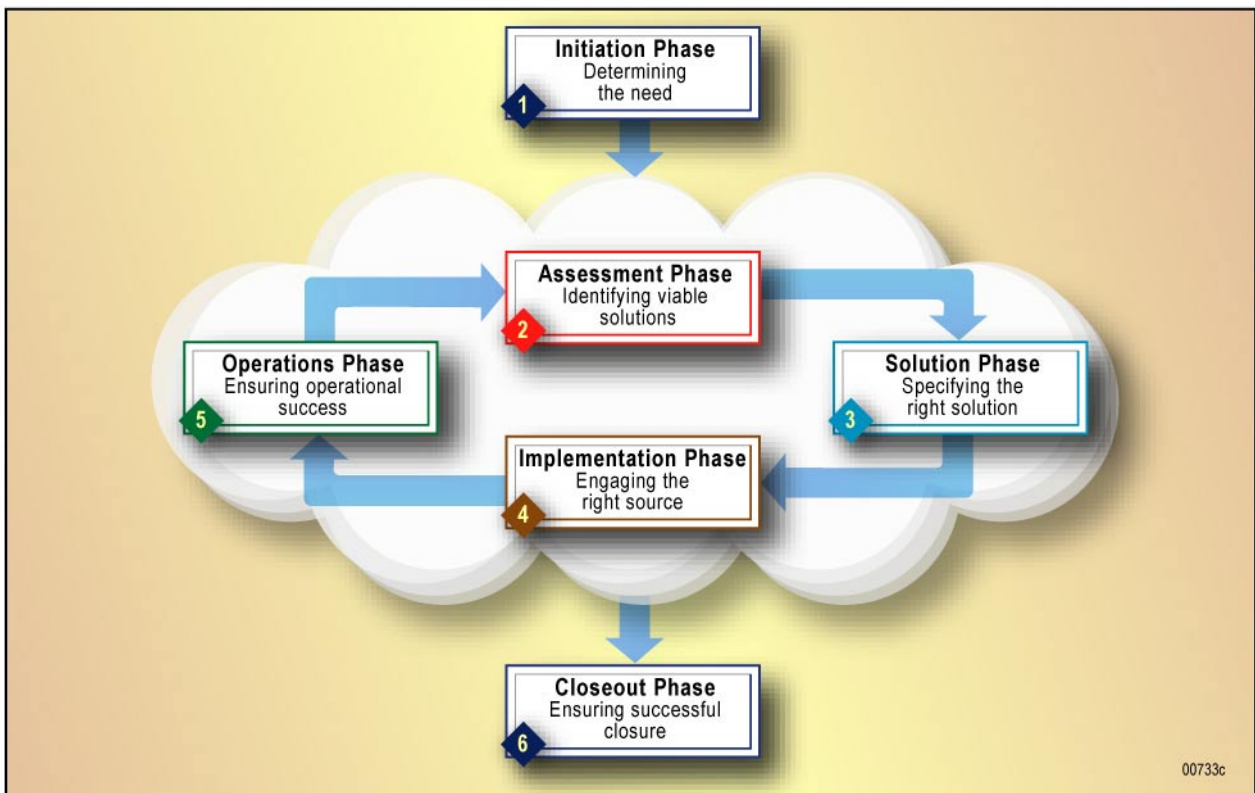 Initiation Phase
Determining
the need
1
Assessment Phase
Identifying viable
solutions
2
Operations Phase
Ensuring operational
success
5
Solution Phase
Specifying the
right solution
3
Implementation Phase
Engaging the
right source
4
Closeout Phase
Ensuring successful
closure
6
00733c